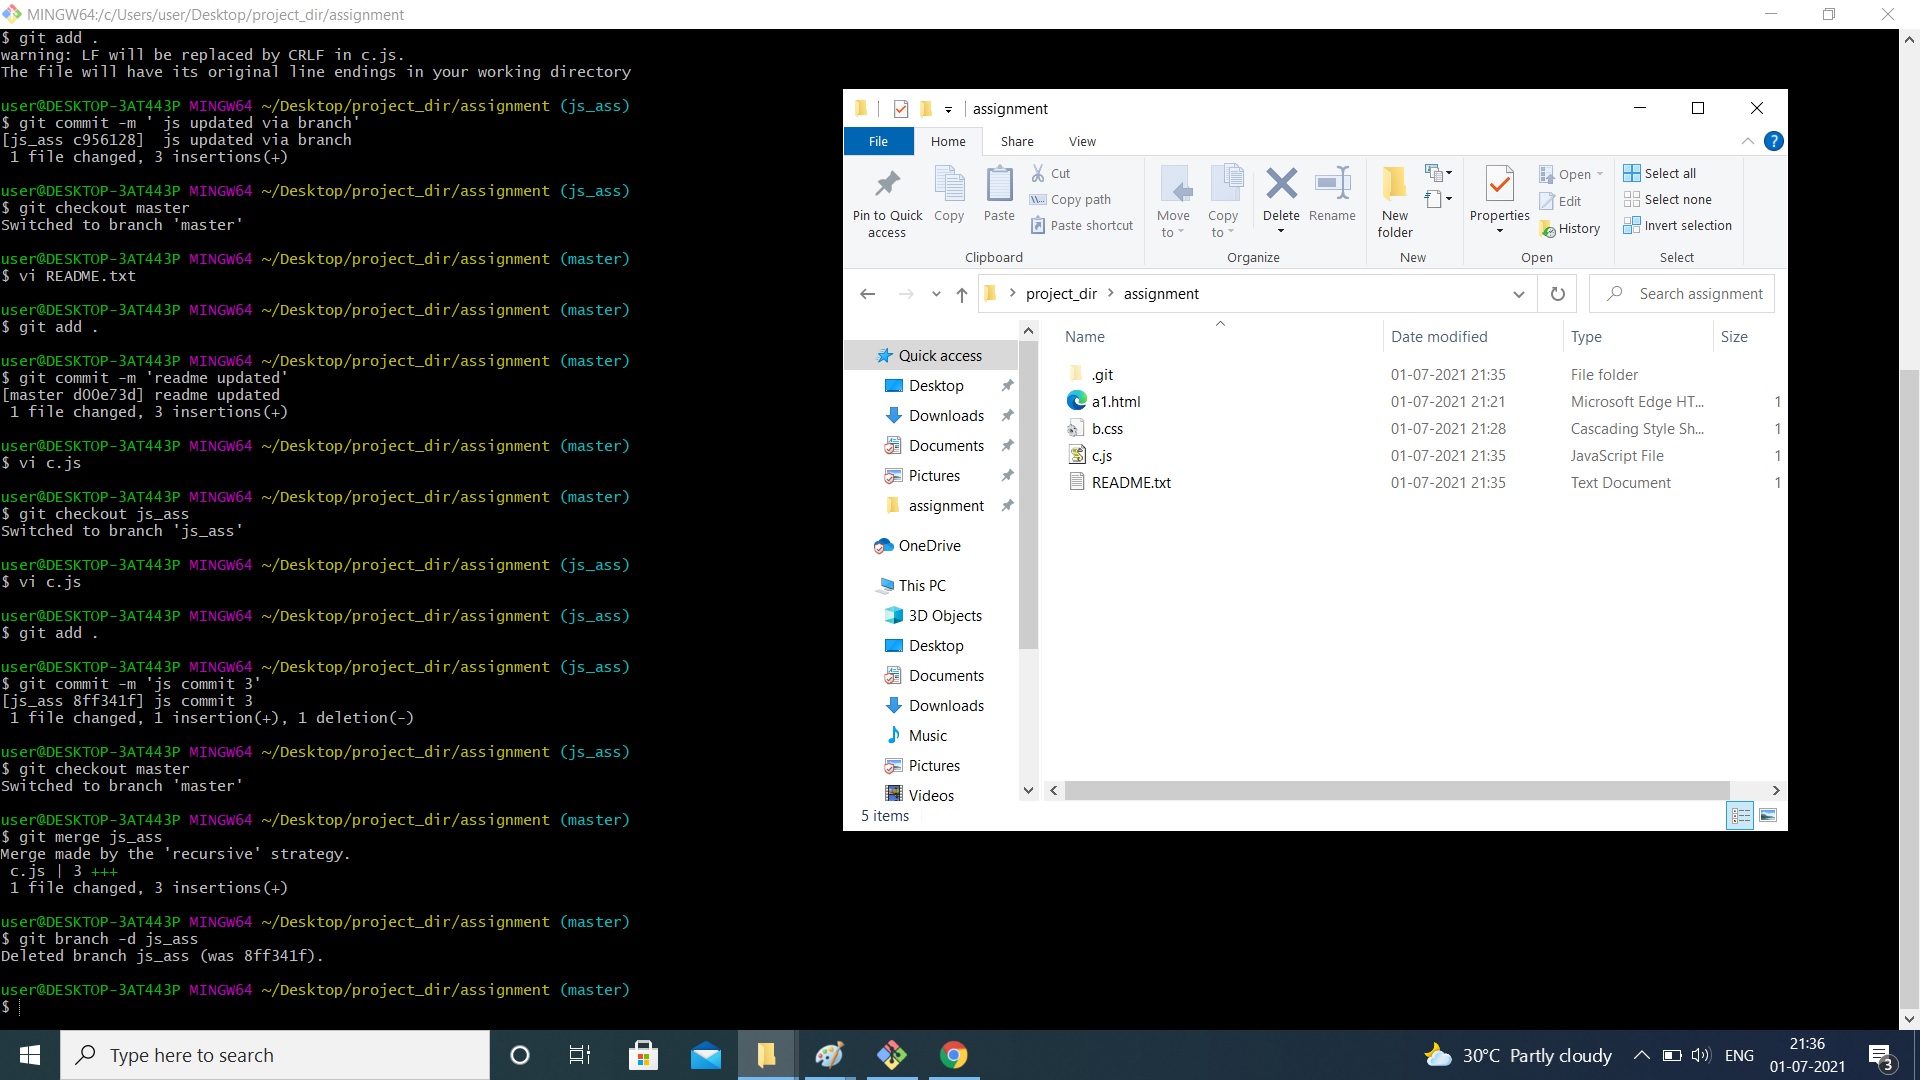 MINGW64:/c/Users/user/Desktop/project_dir/assignment
$ git add .
warning: LF will be replaced by CRLF in c.js.
The file will have its original line endings in your working directory
user@DESKTOP-3AT443P MINGW64 ~/Desktop/project_dir/assignment (js_ass)
$ git commit -m ' js updated via branch'
[js_ass c956128]  js updated via branch
 1 file changed, 3 insertions(+)
user@DESKTOP-3AT443P MINGW64 ~/Desktop/project_dir/assignment (js_ass)
$ git checkout master
Switched to branch 'master'
user@DESKTOP-3AT443P MINGW64 ~/Desktop/project_dir/assignment (master)
$ vi README.txt
user@DESKTOP-3AT443P MINGW64 ~/Desktop/project_dir/assignment (master)
$ git add .
user@DESKTOP-3AT443P MINGW64 ~/Desktop/project_dir/assignment (master)
$ git commit -m 'readme updated'
[master d00e73d] readme updated
 1 file changed, 3 insertions(+)
user@DESKTOP-3AT443P MINGW64 ~/Desktop/project_dir/assignment (master)
$ vi c.js
user@DESKTOP-3AT443P MINGW64 ~/Desktop/project_dir/assignment (master)
$ git checkout js_ass
Switched to branch 'js_ass'
user@DESKTOP-3AT443P MINGW64 ~/Desktop/project_dir/assignment (js_ass)
$ vi c.js
user@DESKTOP-3AT443P MINGW64 ~/Desktop/project_dir/assignment (js_ass)
$ git add .
user@DESKTOP-3AT443P MINGW64 ~/Desktop/project_dir/assignment (js_ass)
$ git commit -m 'js commit 3'
[js_ass 8ff341f] js commit 3
 1 file changed, 1 insertion(+), 1 deletion(-)
user@DESKTOP-3AT443P MINGW64 ~/Desktop/project_dir/assignment (js_ass)
$ git checkout master
Switched to branch 'master'
user@DESKTOP-3AT443P MINGW64 ~/Desktop/project_dir/assignment (master)
$ git merge js_ass
Merge made by the 'recursive' strategy.
 c.js | 3 +++
 1 file changed, 3 insertions(+)
user@DESKTOP-3AT443P MINGW64 ~/Desktop/project_dir/assignment (master)
$ git branch -d js_ass
Deleted branch js_ass (was 8ff341f).
user@DESKTOP-3AT443P MINGW64 ~/Desktop/project_dir/assignment (master)
$
assignment
File Home Share View
Pin to Quick access
Copy
Paste
Cut
Copy path
Paste shortcut
Clipboard
Move to
Copy to
Delete
Rename
Organize
New folder
New
Properties
Open
Edit
History
Open
Select all
Select none
Invert selection
Select
project_dir > assignment
Search assignment
Quick access
Desktop
Downloads
Documents
Pictures
assignment
OneDrive
This PC
3D Objects
Desktop
Documents
Downloads
Music
Pictures
Videos
Name Date modified Type Size
.git 01-07-2021 21:35 File folder
a1.html 01-07-2021 21:21 Microsoft Edge HT... 1
b.css 01-07-2021 21:28 Cascading Style Sh... 1
c.js 01-07-2021 21:35 JavaScript File 1
README.txt 01-07-2021 21:35 Text Document 1
5 items
Type here to search
30°C Partly cloudy
ENG
21:36
01-07-2021
3